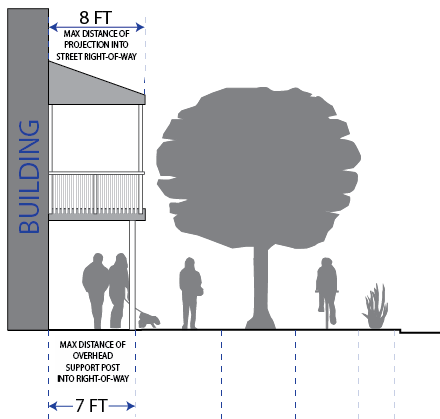 8 FT
MAX DISTANCE OF
PROJECTION INTO
STREET RIGHT-OF-WAY
BUILDING
MAX DISTANCE OF
OVERHEAD
SUPPORT POST
INTO RIGHT-OF-WAY
7 FT